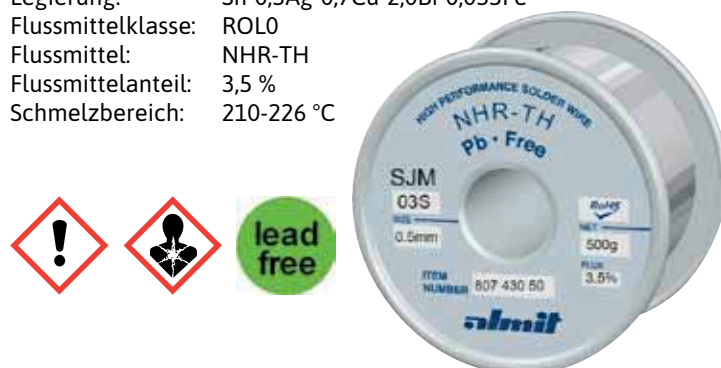 Legierung: Sn-0,3Ag-0,7Cu-2,0Bi-0,035Fe
Flussmittelklasse: ROL0
Flussmittel: NHR-TH
Flussmittelanteil: 3,5 %
Schmelzbereich: 210-226 °C
lead
free
HIGH PERFORMANCE SOLDER WIRE
NHR-TH
Pb·Free
SJM
03S
SIZE
0.5mm
RoHS
NET
500g
FLUX
3.5%
ITEM
NUMBER 807 430 50
almit